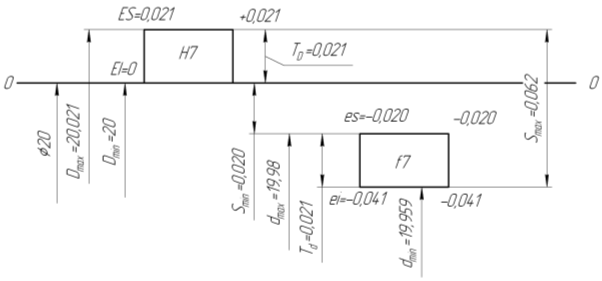 ES=0,021
+0,021
H7
T_D=0,021
EI=0
0
0
ø20
D_max=20,021
D_min=20
S_min=0,020
d_max=19,98
T_d=0,021
es=-0,020
-0,020
f7
ei=-0,041
-0,041
d_min=19,959
S_max=0,062